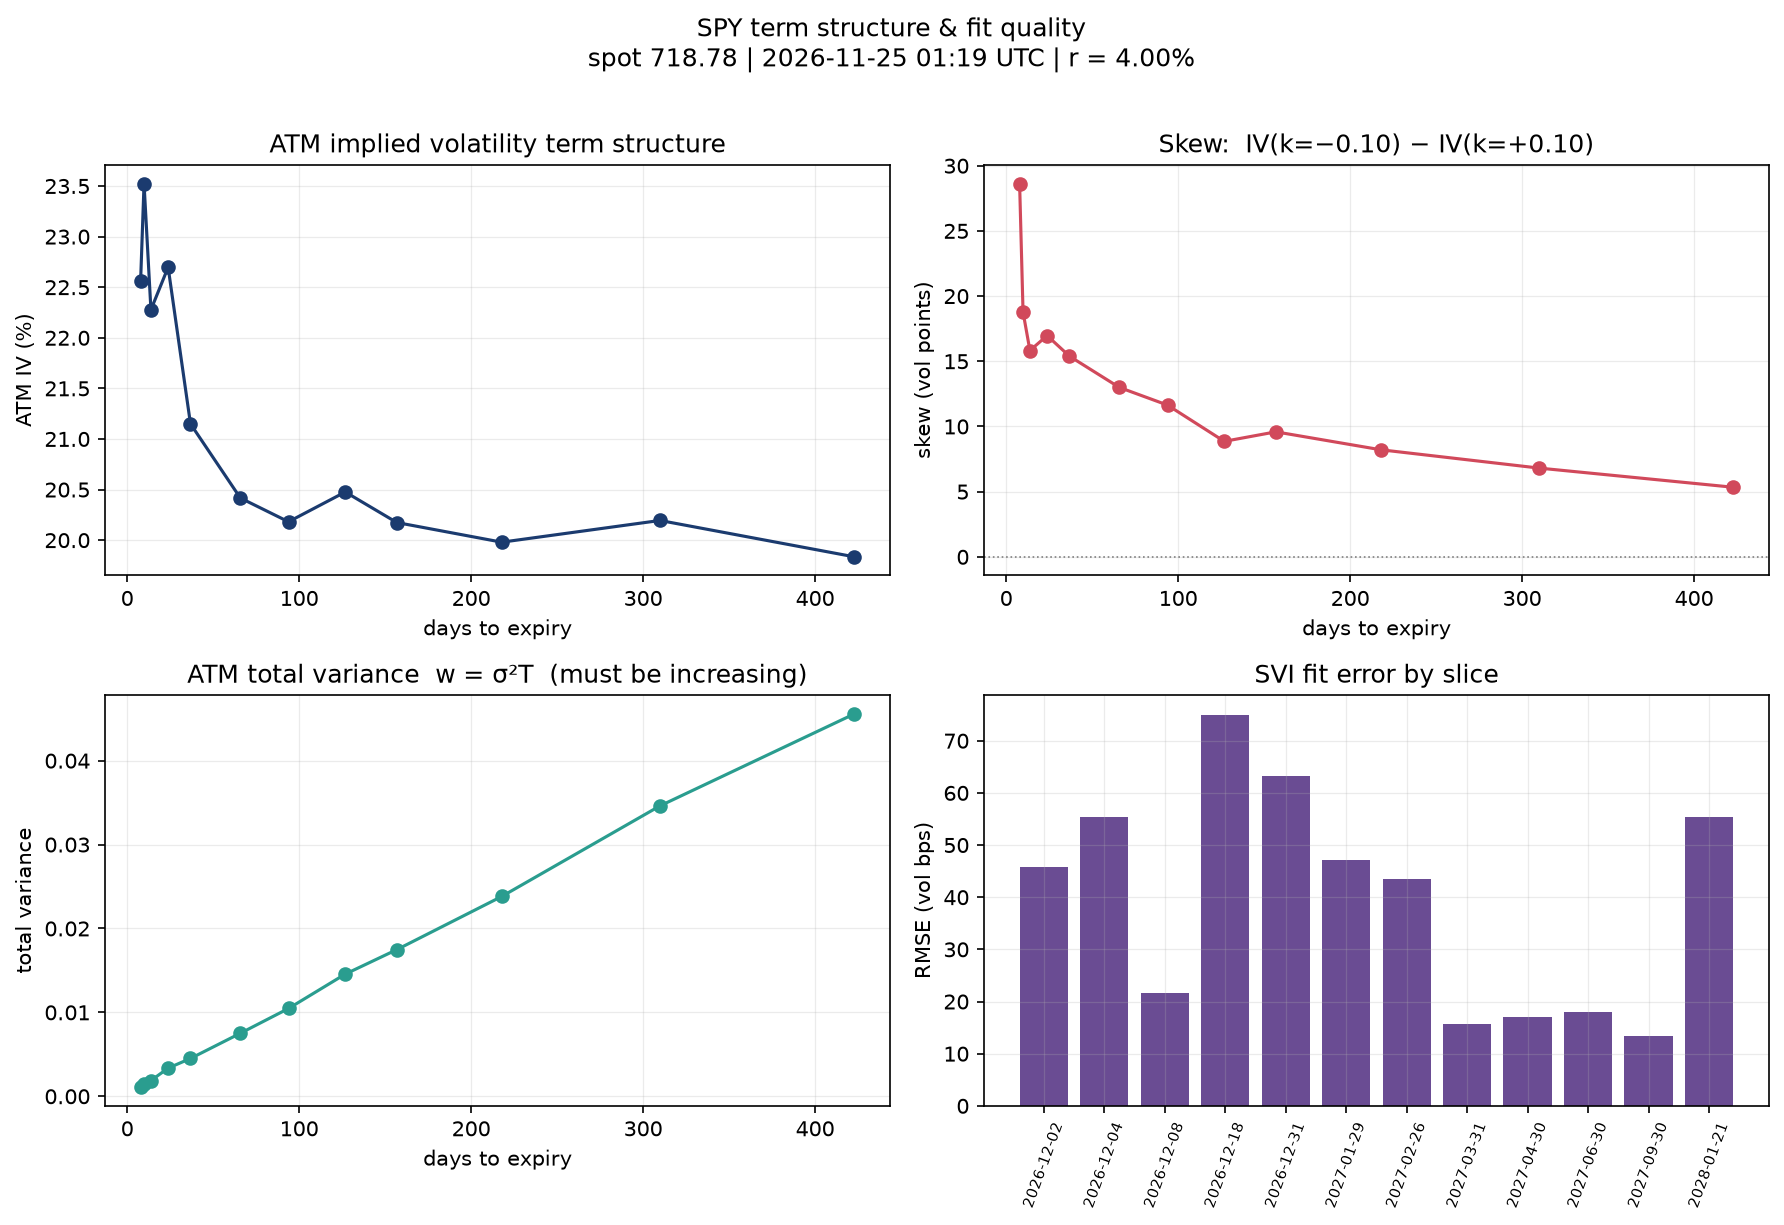 SPY term structure & fit quality
spot 718.78 | 2026-11-25 01:19 UTC | r = 4.00%
ATM implied volatility term structure
ATM IV (%)
23.5
23.0
22.5
22.0
21.5
21.0
20.5
20.0
0 100 200 300 400
days to expiry
Skew:  IV(k=−0.10) − IV(k=+0.10)
skew (vol points)
30
25
20
15
10
5
0
0 100 200 300 400
days to expiry
ATM total variance  w = σ²T  (must be increasing)
total variance
0.04
0.03
0.02
0.01
0.00
0 100 200 300 400
days to expiry
SVI fit error by slice
RMSE (vol bps)
70
60
50
40
30
20
10
0
2026-12-02
2026-12-04
2026-12-08
2026-12-18
2026-12-31
2027-01-29
2027-02-26
2027-03-31
2027-04-30
2027-06-30
2027-09-30
2028-01-21